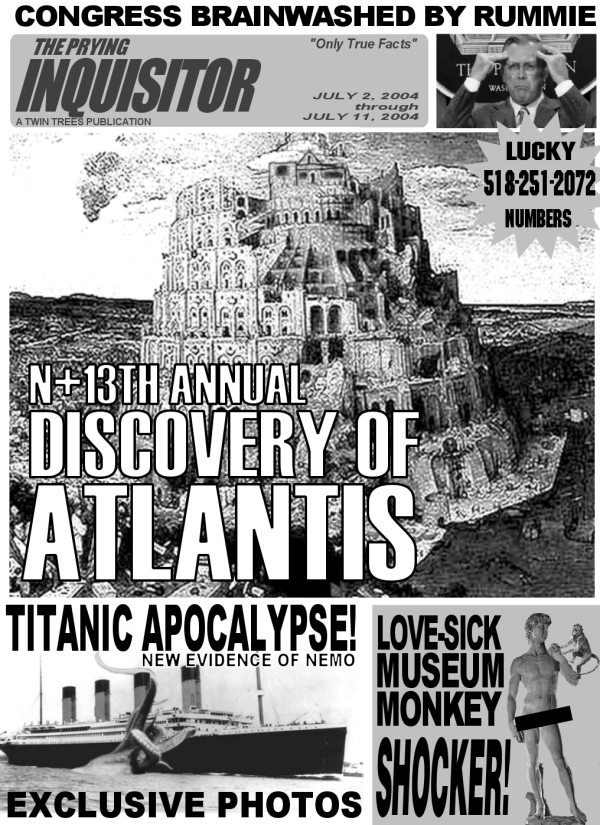 CONGRESS BRAINWASHED BY RUMMIE
THE PRYING
INQUISITOR
A TWIN TREES PUBLICATION
"Only True Facts"
JULY 2, 2004
through
JULY 11, 2004
LUCKY
518-251-2072
NUMBERS
N+13TH ANNUAL
DISCOVERY OF
ATLANTIS
TITANIC APOCALYPSE!
NEW EVIDENCE OF NEMO
EXCLUSIVE PHOTOS
LOVE-SICK
MUSEUM
MONKEY
SHOCKER!